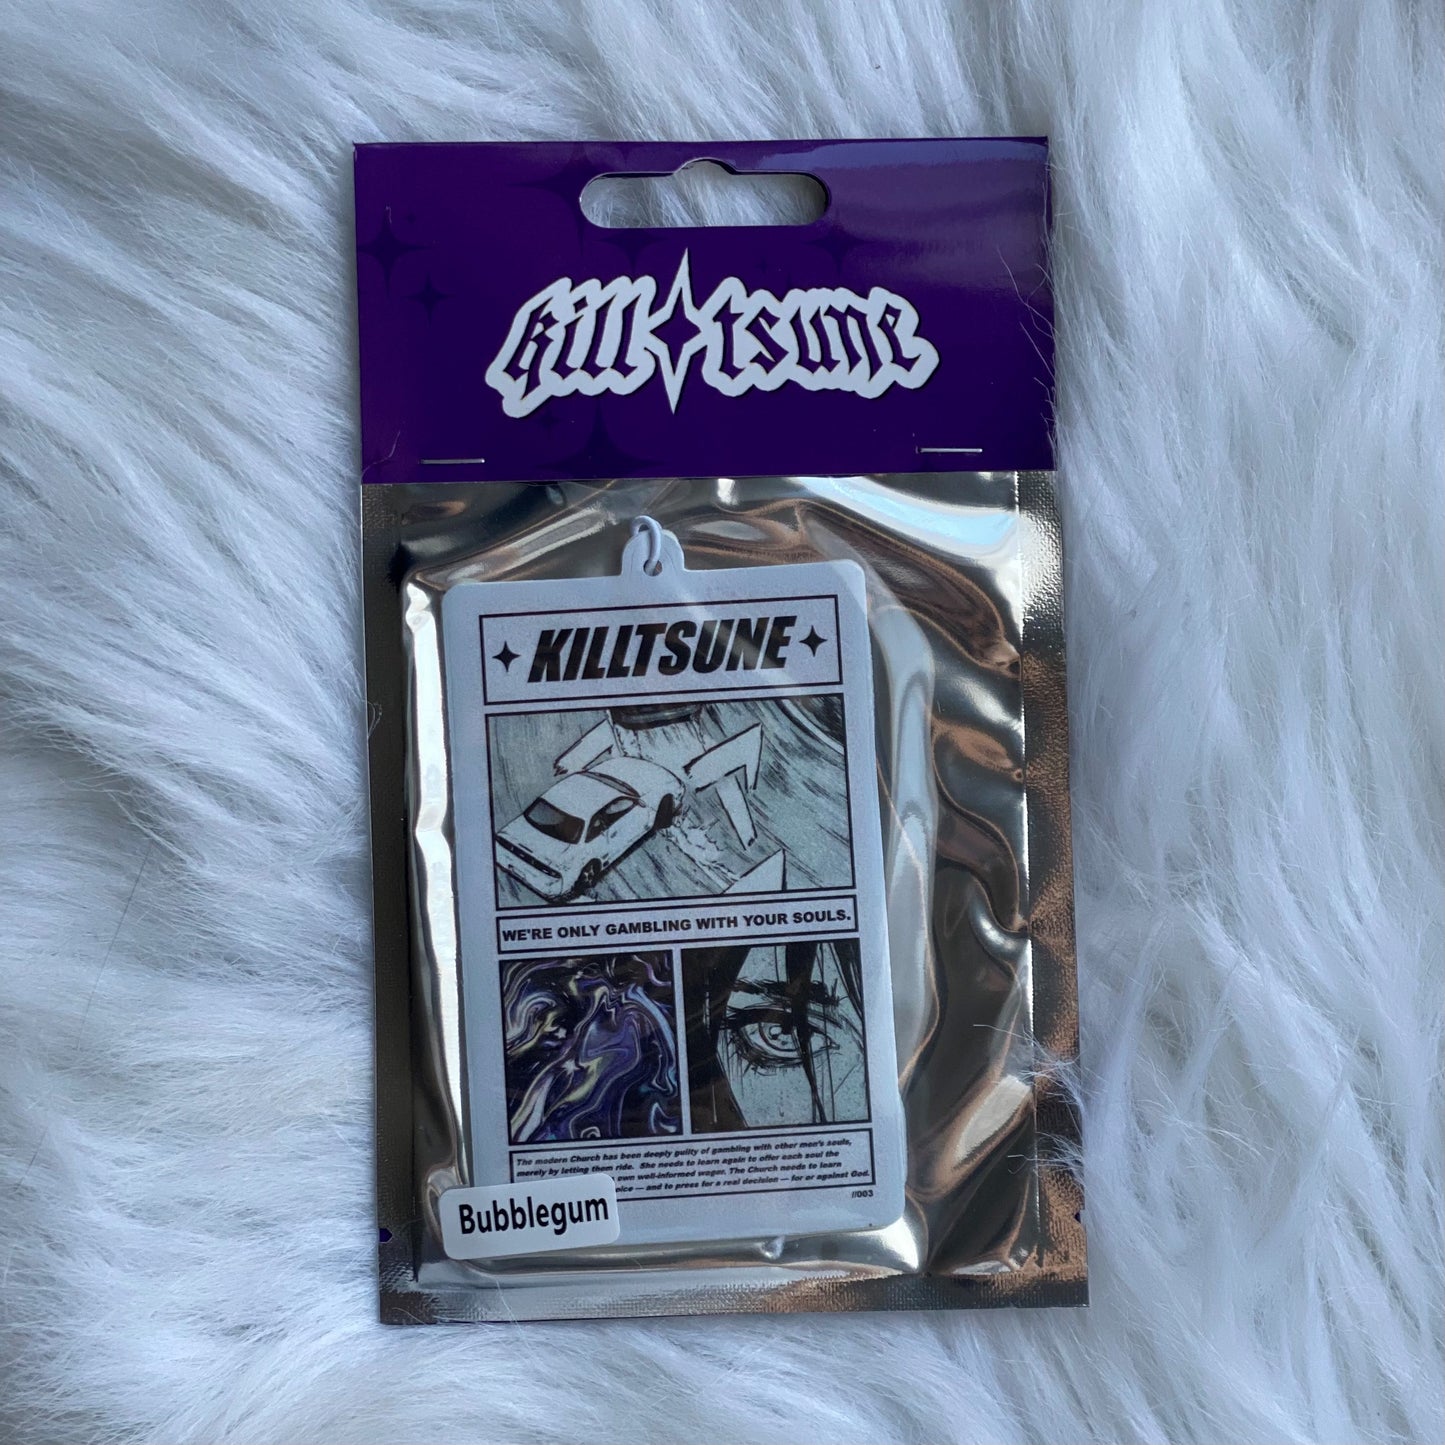 kill✦tsune
✦ KILLTSUNE ✦
WE'RE ONLY GAMBLING WITH YOUR SOULS.
The modern Church has been deeply guilty of gambling with other men's souls,
merely by letting them ride. She needs to learn again to offer each soul the
own well-informed wager. The Church needs to learn
— and to press for a real decision — for or against God.
//003
Bubblegum